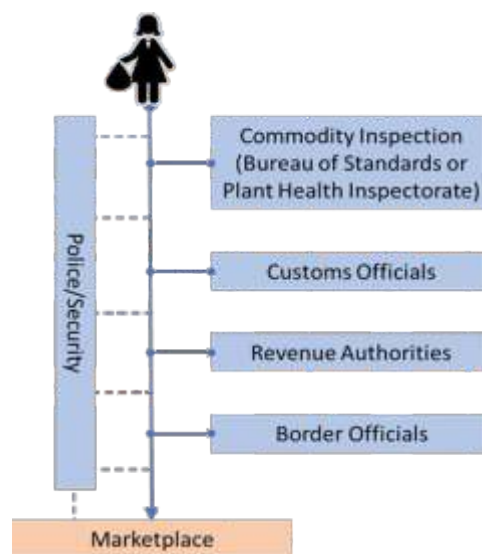 Commodity Inspection
(Bureau of Standards or
Plant Health Inspectorate)
Police/Security
Customs Officials
Revenue Authorities
Border Officials
Marketplace